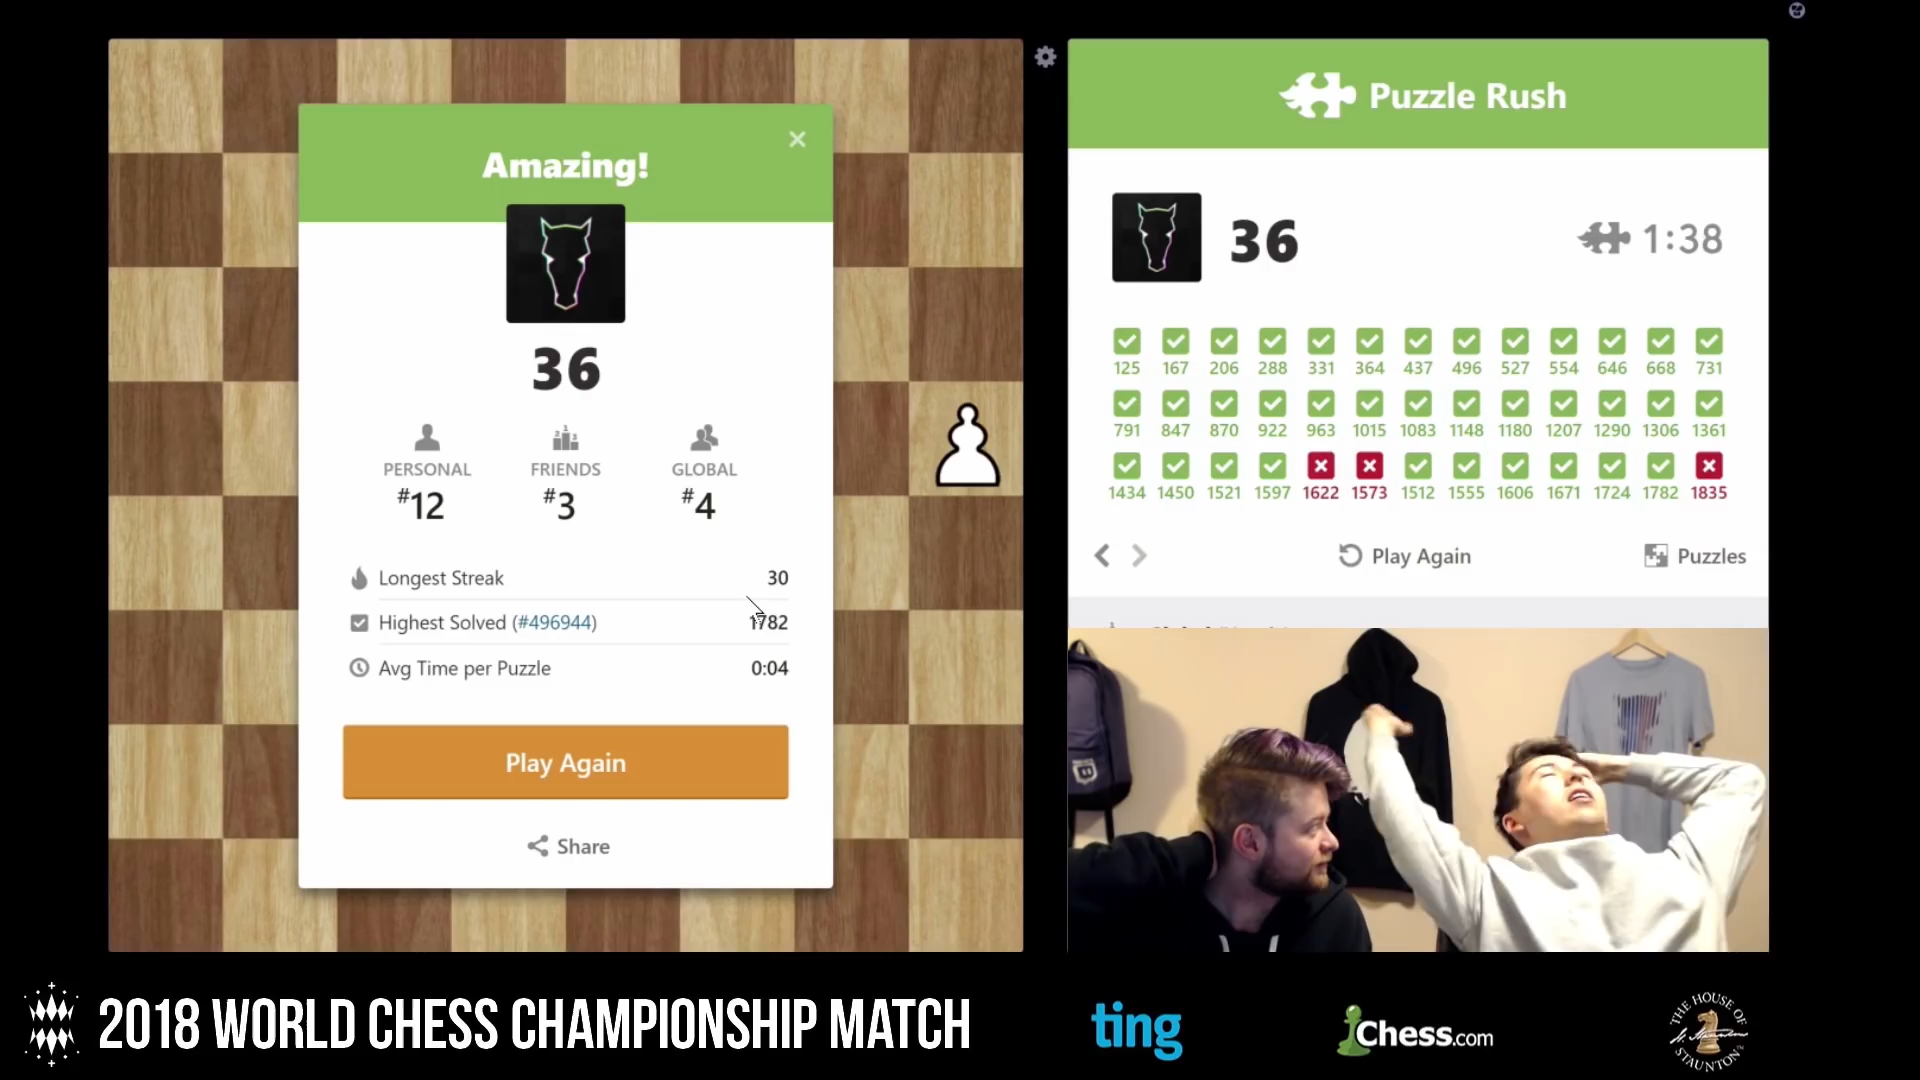 Amazing!
36
PERSONAL
FRIENDS
GLOBAL
#12
#3
#4
Longest Streak 30
Highest Solved (#496944) 1782
Avg Time per Puzzle 0:04
Play Again
Share
Puzzle Rush
36
1:38
125 167 206 288 331 364 437 496 527 554 646 668 731
791 847 870 922 963 1015 1083 1148 1180 1207 1290 1306 1361
1434 1450 1521 1597 1622 1573 1512 1555 1606 1671 1724 1782 1835
Play Again
Puzzles
2018 WORLD CHESS CHAMPIONSHIP MATCH
ting
Chess.com
THE HOUSE OF
STAUNTON